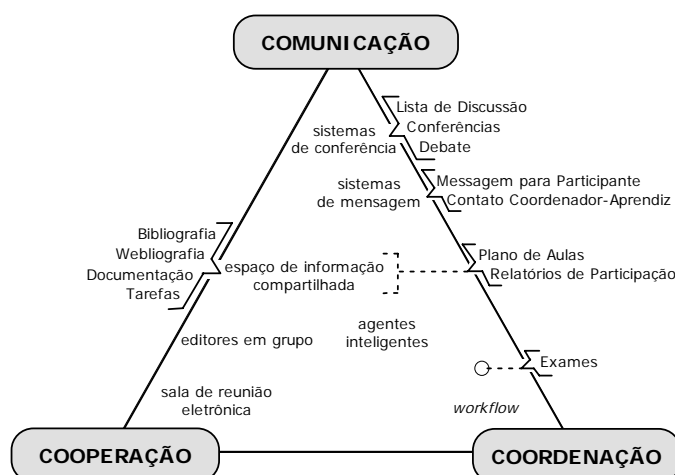 COMUNICAÇÃO
Lista de Discussão
Conferências
Debate
sistemas
de conferência
Messagem para Participante
Contato Coordenador-Aprendiz
sistemas
de mensagem
Bibliografia
Webliografia
Documentação
Tarefas
espaço de informação
compartilhada
Plano de Aulas
Relatórios de Participação
editores em grupo
agentes
inteligentes
Exames
sala de reunião
eletrônica
workflow
COOPERAÇÃO
COORDENAÇÃO